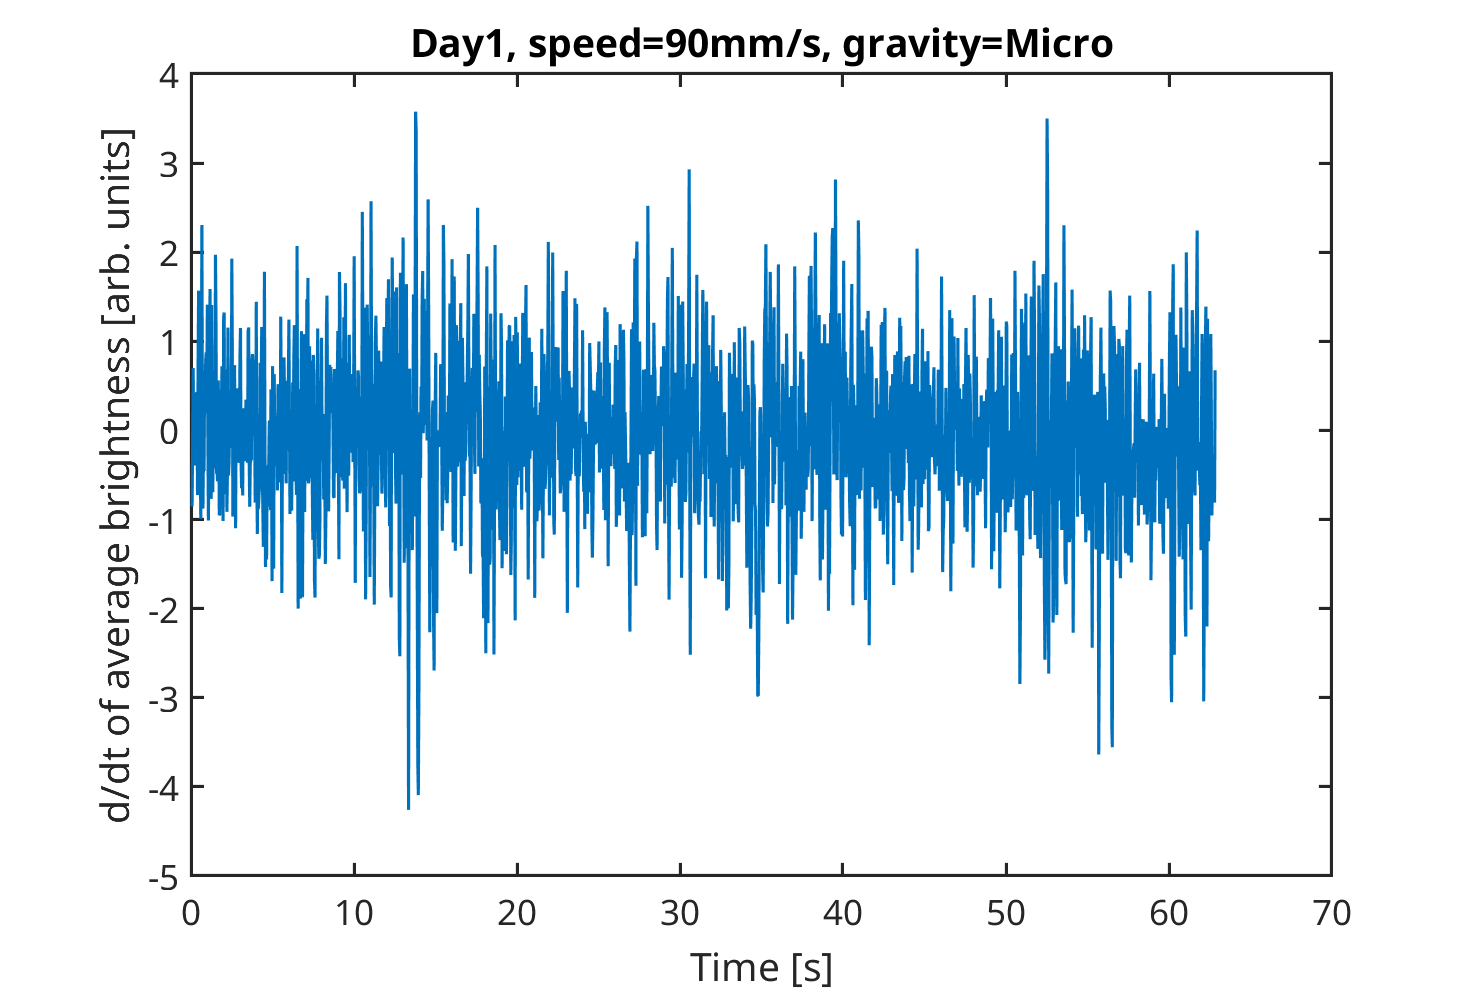 Day1, speed=90mm/s, gravity=Micro
d/dt of average brightness [arb. units]
4
3
2
1
0
-1
-2
-3
-4
-5
0 10 20 30 40 50 60 70
Time [s]